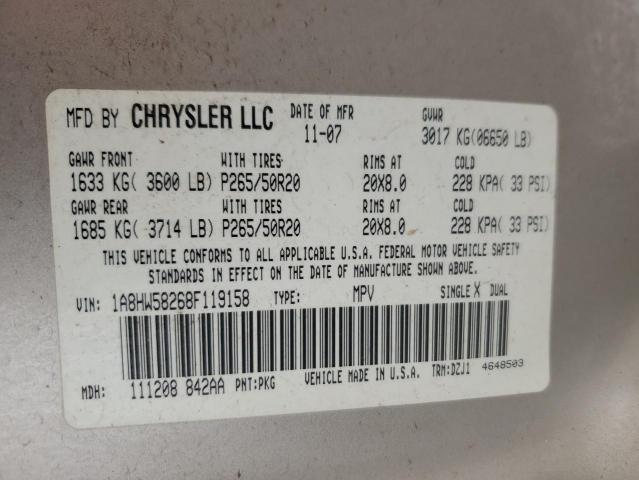 MFD BY CHRYSLER LLC DATE OF MFR GVWR
11-07 3017 KG(06650 LB)
GAWR FRONT WITH TIRES RIMS AT COLD
1633 KG( 3600 LB) P265/50R20 20X8.0 228 KPA( 33 PSI)
GAWR REAR WITH TIRES RIMS AT COLD
1685 KG( 3714 LB) P265/50R20 20X8.0 228 KPA( 33 PSI)
THIS VEHICLE CONFORMS TO ALL APPLICABLE U.S.A. FEDERAL MOTOR VEHICLE SAFETY
STANDARDS IN EFFECT ON THE DATE OF MANUFACTURE SHOWN ABOVE.
VIN: 1A8HW58268F119158 TYPE: MPV SINGLE X DUAL
MDH: 111208 842AA PNT:PKG VEHICLE MADE IN U.S.A. TRM:DZJ1 4648503